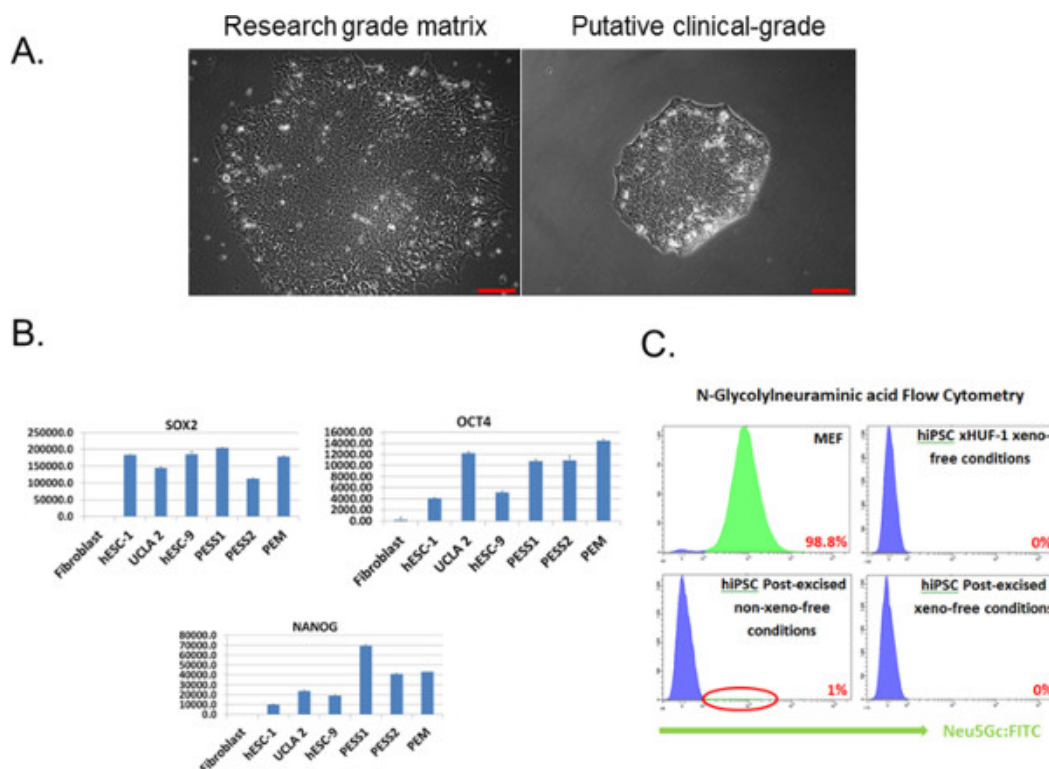 Research grade matrix
Putative clinical-grade
A.
B.
C.
SOX2
250000.0
200000.0
150000.0
100000.0
50000.0
0.0
Fibroblast
hESC-1
UCLA 2
hESC-9
PESS1
PESS2
PEM
OCT4
16000.00
14000.00
12000.00
10000.00
8000.00
6000.00
4000.00
2000.00
0.00
Fibroblast
hESC-1
UCLA 2
hESC-9
PESS1
PESS2
PEM
NANOG
80000.0
70000.0
60000.0
50000.0
40000.0
30000.0
20000.0
10000.0
0.0
Fibroblast
hESC-1
UCLA 2
hESC-9
PESS1
PESS2
PEM
N-Glycolylneuraminic acid Flow Cytometry
MEF
98.8%
hiPSC xHUF-1 xeno-
free conditions
0%
hiPSC Post-excised
non-xeno-free
conditions
1%
hiPSC Post-excised
xeno-free conditions
0%
Neu5Gc:FITC